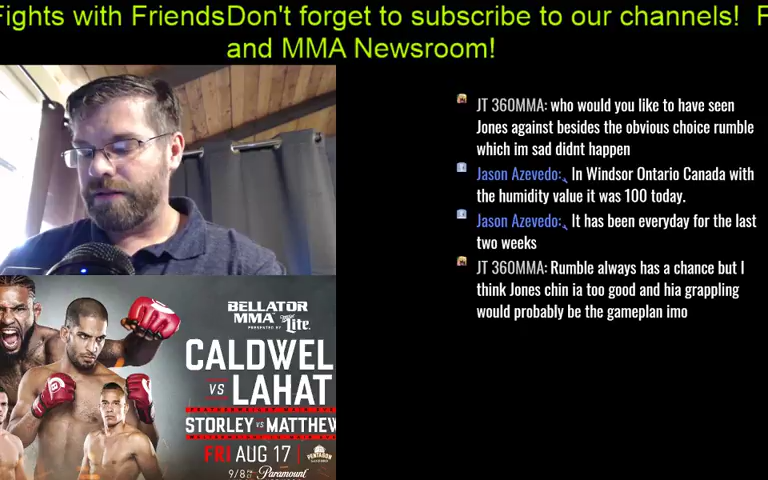 Fights with FriendsDon't forget to subscribe to our channels!
and MMA Newsroom!
JT 360MMA: who would you like to have seen
Jones against besides the obvious choice rumble
which im sad didnt happen
Jason Azevedo: In Windsor Ontario Canada with
the humidity value it was 100 today.
Jason Azevedo: It has been everyday for the last
two weeks
JT 360MMA: Rumble always has a chance but I
think Jones chin ia too good and hia grappling
would probably be the gameplan imo
BELLATOR
MMA
PRESENTED BY
Lite
CALDWEL
VS LAHAT
STORLEY VS MATTHEW
FRI AUG 17
9/8
Paramount